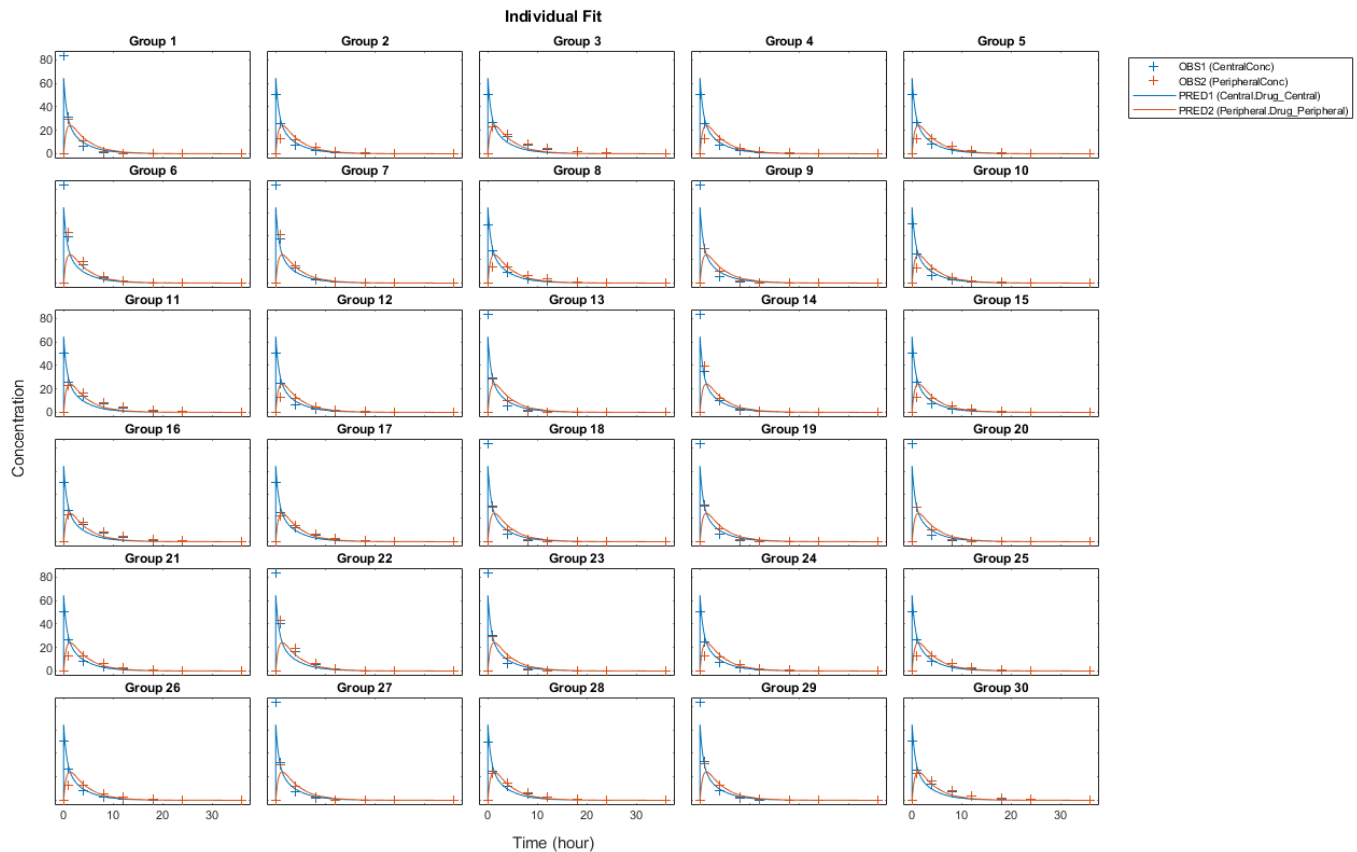 Individual Fit
Group 1
Group 2
Group 3
Group 4
Group 5
OBS1 (CentralConc)
OBS2 (PeripheralConc)
PRED1 (Central.Drug_Central)
PRED2 (Peripheral.Drug_Peripheral)
80
60
40
20
0
Group 6
Group 7
Group 8
Group 9
Group 10
Group 11
Group 12
Group 13
Group 14
Group 15
80
60
40
20
0
Concentration
Group 16
Group 17
Group 18
Group 19
Group 20
Group 21
Group 22
Group 23
Group 24
Group 25
80
60
40
20
0
Group 26
Group 27
Group 28
Group 29
Group 30
0 10 20 30
0 10 20 30
0 10 20 30
Time (hour)